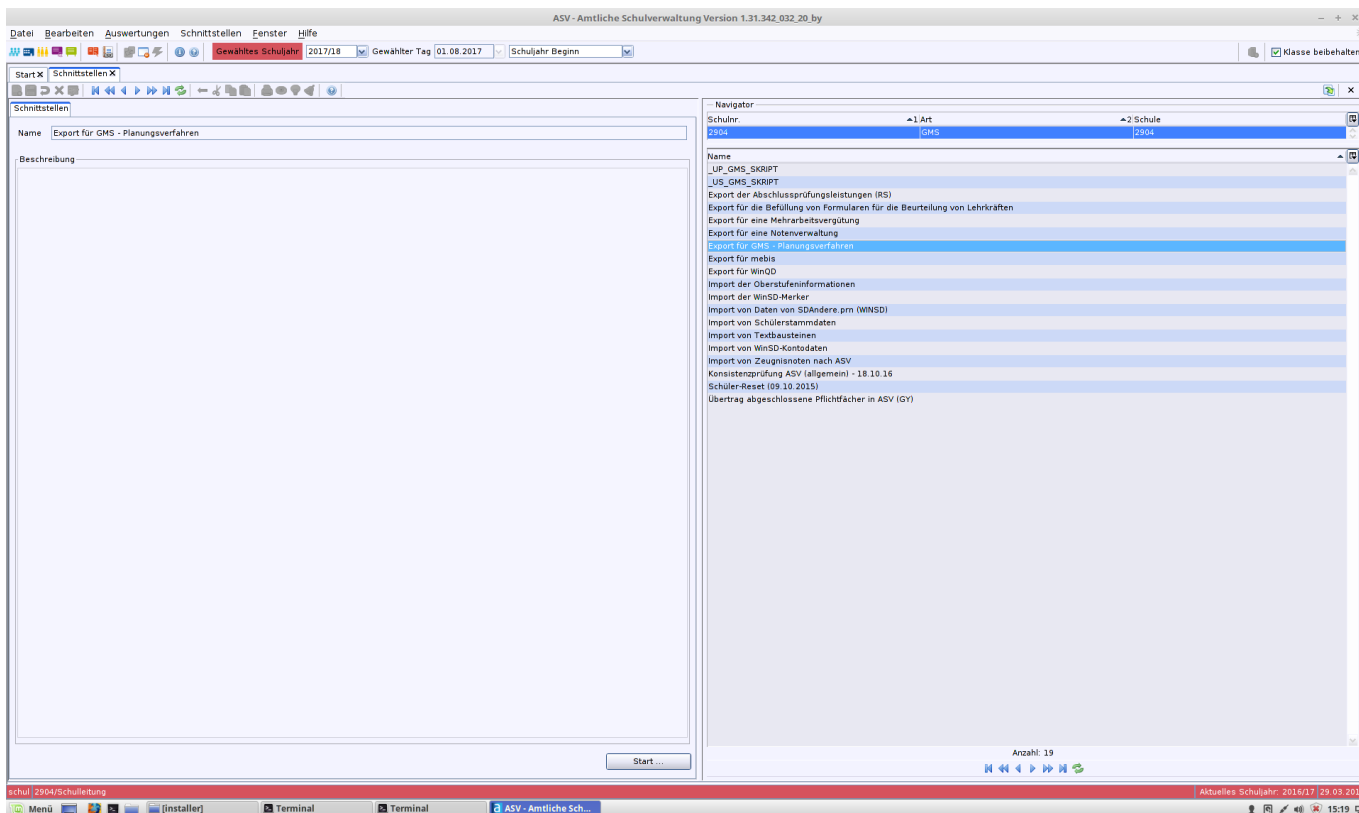 ASV - Amtliche Schulverwaltung Version 1.31.342_032_20_by
Datei Bearbeiten Auswertungen Schnittstellen Fenster Hilfe
Gewähltes Schuljahr 2017/18 Gewählter Tag 01.08.2017 Schuljahr Beginn Klasse beibehalten
Start Schnittstellen
Schnittstellen
Name Export für GMS - Planungsverfahren
Beschreibung
Start ...
Navigator
Schulnr. 1 Art 2 Schule
2904 GMS 2904
Name
_UP_GMS_SKRIPT
_US_GMS_SKRIPT
Export der Abschlussprüfungsleistungen (RS)
Export für die Befüllung von Formularen für die Beurteilung von Lehrkräften
Export für eine Mehrarbeitsvergütung
Export für eine Notenverwaltung
Export für GMS - Planungsverfahren
Export für mebis
Export für WinQD
Import der Oberstufeninformationen
Import der WinSD-Merker
Import von Daten von SDAndere.prn (WINSD)
Import von Schülerstammdaten
Import von Textbausteinen
Import von WinSD-Kontodaten
Import von Zeugnisnoten nach ASV
Konsistenzprüfung ASV (allgemein) - 18.10.16
Schüler-Reset (09.10.2015)
Übertrag abgeschlossene Pflichtfächer in ASV (GY)
Anzahl: 19
schul 2904/Schulleitung Aktuelles Schuljahr: 2016/17 29.03.201
Menü [installer] Terminal Terminal ASV - Amtliche Sch... 15:19